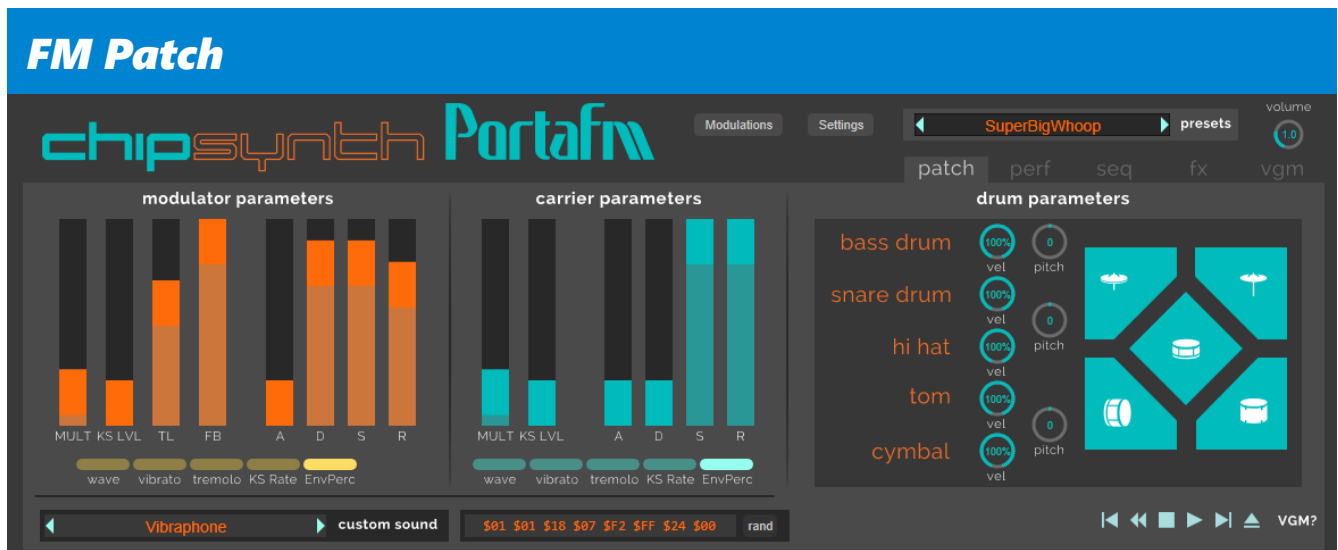 FM Patch
chipsynth Portafm
Modulations
Settings
SuperBigWhoop
presets
volume
1.0
patch perf seq fx vgm
modulator parameters
MULT KS LVL TL FB A D S R
wave vibrato tremolo KS Rate EnvPerc
carrier parameters
MULT KS LVL A D S R
wave vibrato tremolo KS Rate EnvPerc
drum parameters
bass drum 100% 0
vel pitch
snare drum 100%
vel 0
hi hat 100% pitch
vel
tom 100%
vel 0
cymbal 100% pitch
vel
Vibraphone custom sound
$01 $01 $18 $07 $F2 $FF $24 $00 rand
VGM?